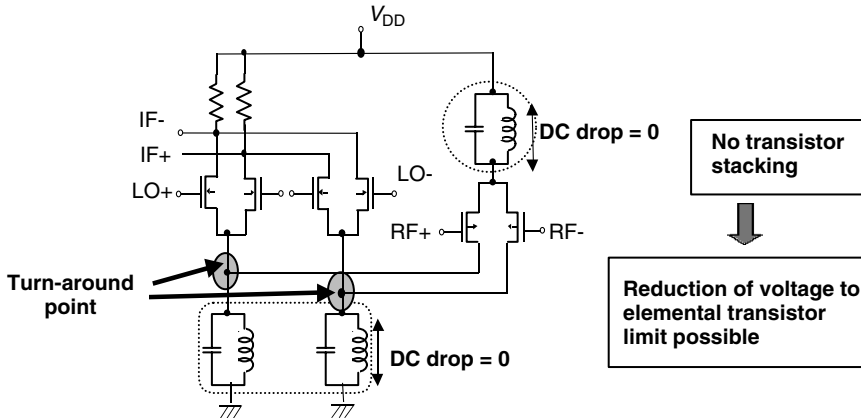 VDD
IF-
IF+
LO+
LO-
DC drop = 0
RF+
RF-
Turn-around
point
DC drop = 0
No transistor
stacking
Reduction of voltage to
elemental transistor
limit possible